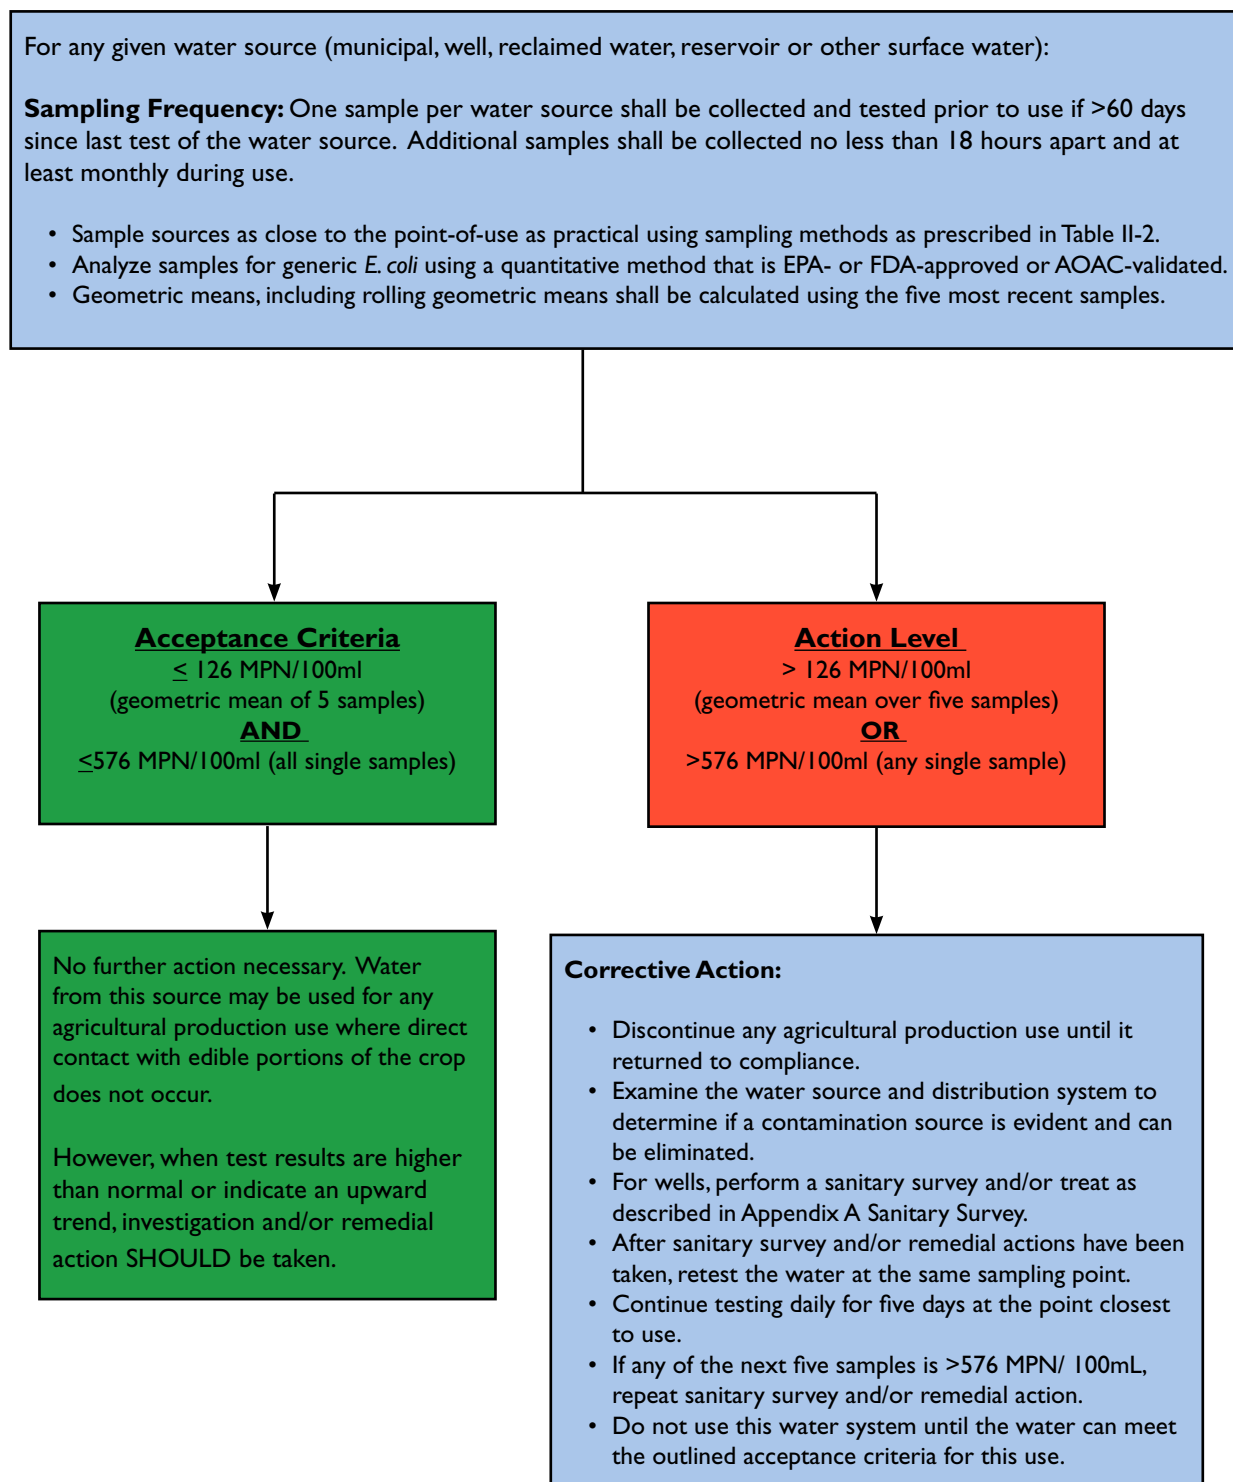 For any given water source (municipal, well, reclaimed water, reservoir or other surface water):
Sampling Frequency: One sample per water source shall be collected and tested prior to use if >60 days
since last test of the water source. Additional samples shall be collected no less than 18 hours apart and at
least monthly during use.
• Sample sources as close to the point-of-use as practical using sampling methods as prescribed in Table II-2.
• Analyze samples for generic E. coli using a quantitative method that is EPA- or FDA-approved or AOAC-validated.
• Geometric means, including rolling geometric means shall be calculated using the five most recent samples.
Acceptance Criteria
≤ 126 MPN/100ml
(geometric mean of 5 samples)
AND
≤576 MPN/100ml (all single samples)
Action Level
> 126 MPN/100ml
(geometric mean over five samples)
OR
>576 MPN/100ml (any single sample)
No further action necessary. Water
from this source may be used for any
agricultural production use where direct
contact with edible portions of the crop
does not occur.
However, when test results are higher
than normal or indicate an upward
trend, investigation and/or remedial
action SHOULD be taken.
Corrective Action:
• Discontinue any agricultural production use until it
returned to compliance.
• Examine the water source and distribution system to
determine if a contamination source is evident and can
be eliminated.
• For wells, perform a sanitary survey and/or treat as
described in Appendix A Sanitary Survey.
• After sanitary survey and/or remedial actions have been
taken, retest the water at the same sampling point.
• Continue testing daily for five days at the point closest
to use.
• If any of the next five samples is >576 MPN/ 100mL,
repeat sanitary survey and/or remedial action.
• Do not use this water system until the water can meet
the outlined acceptance criteria for this use.